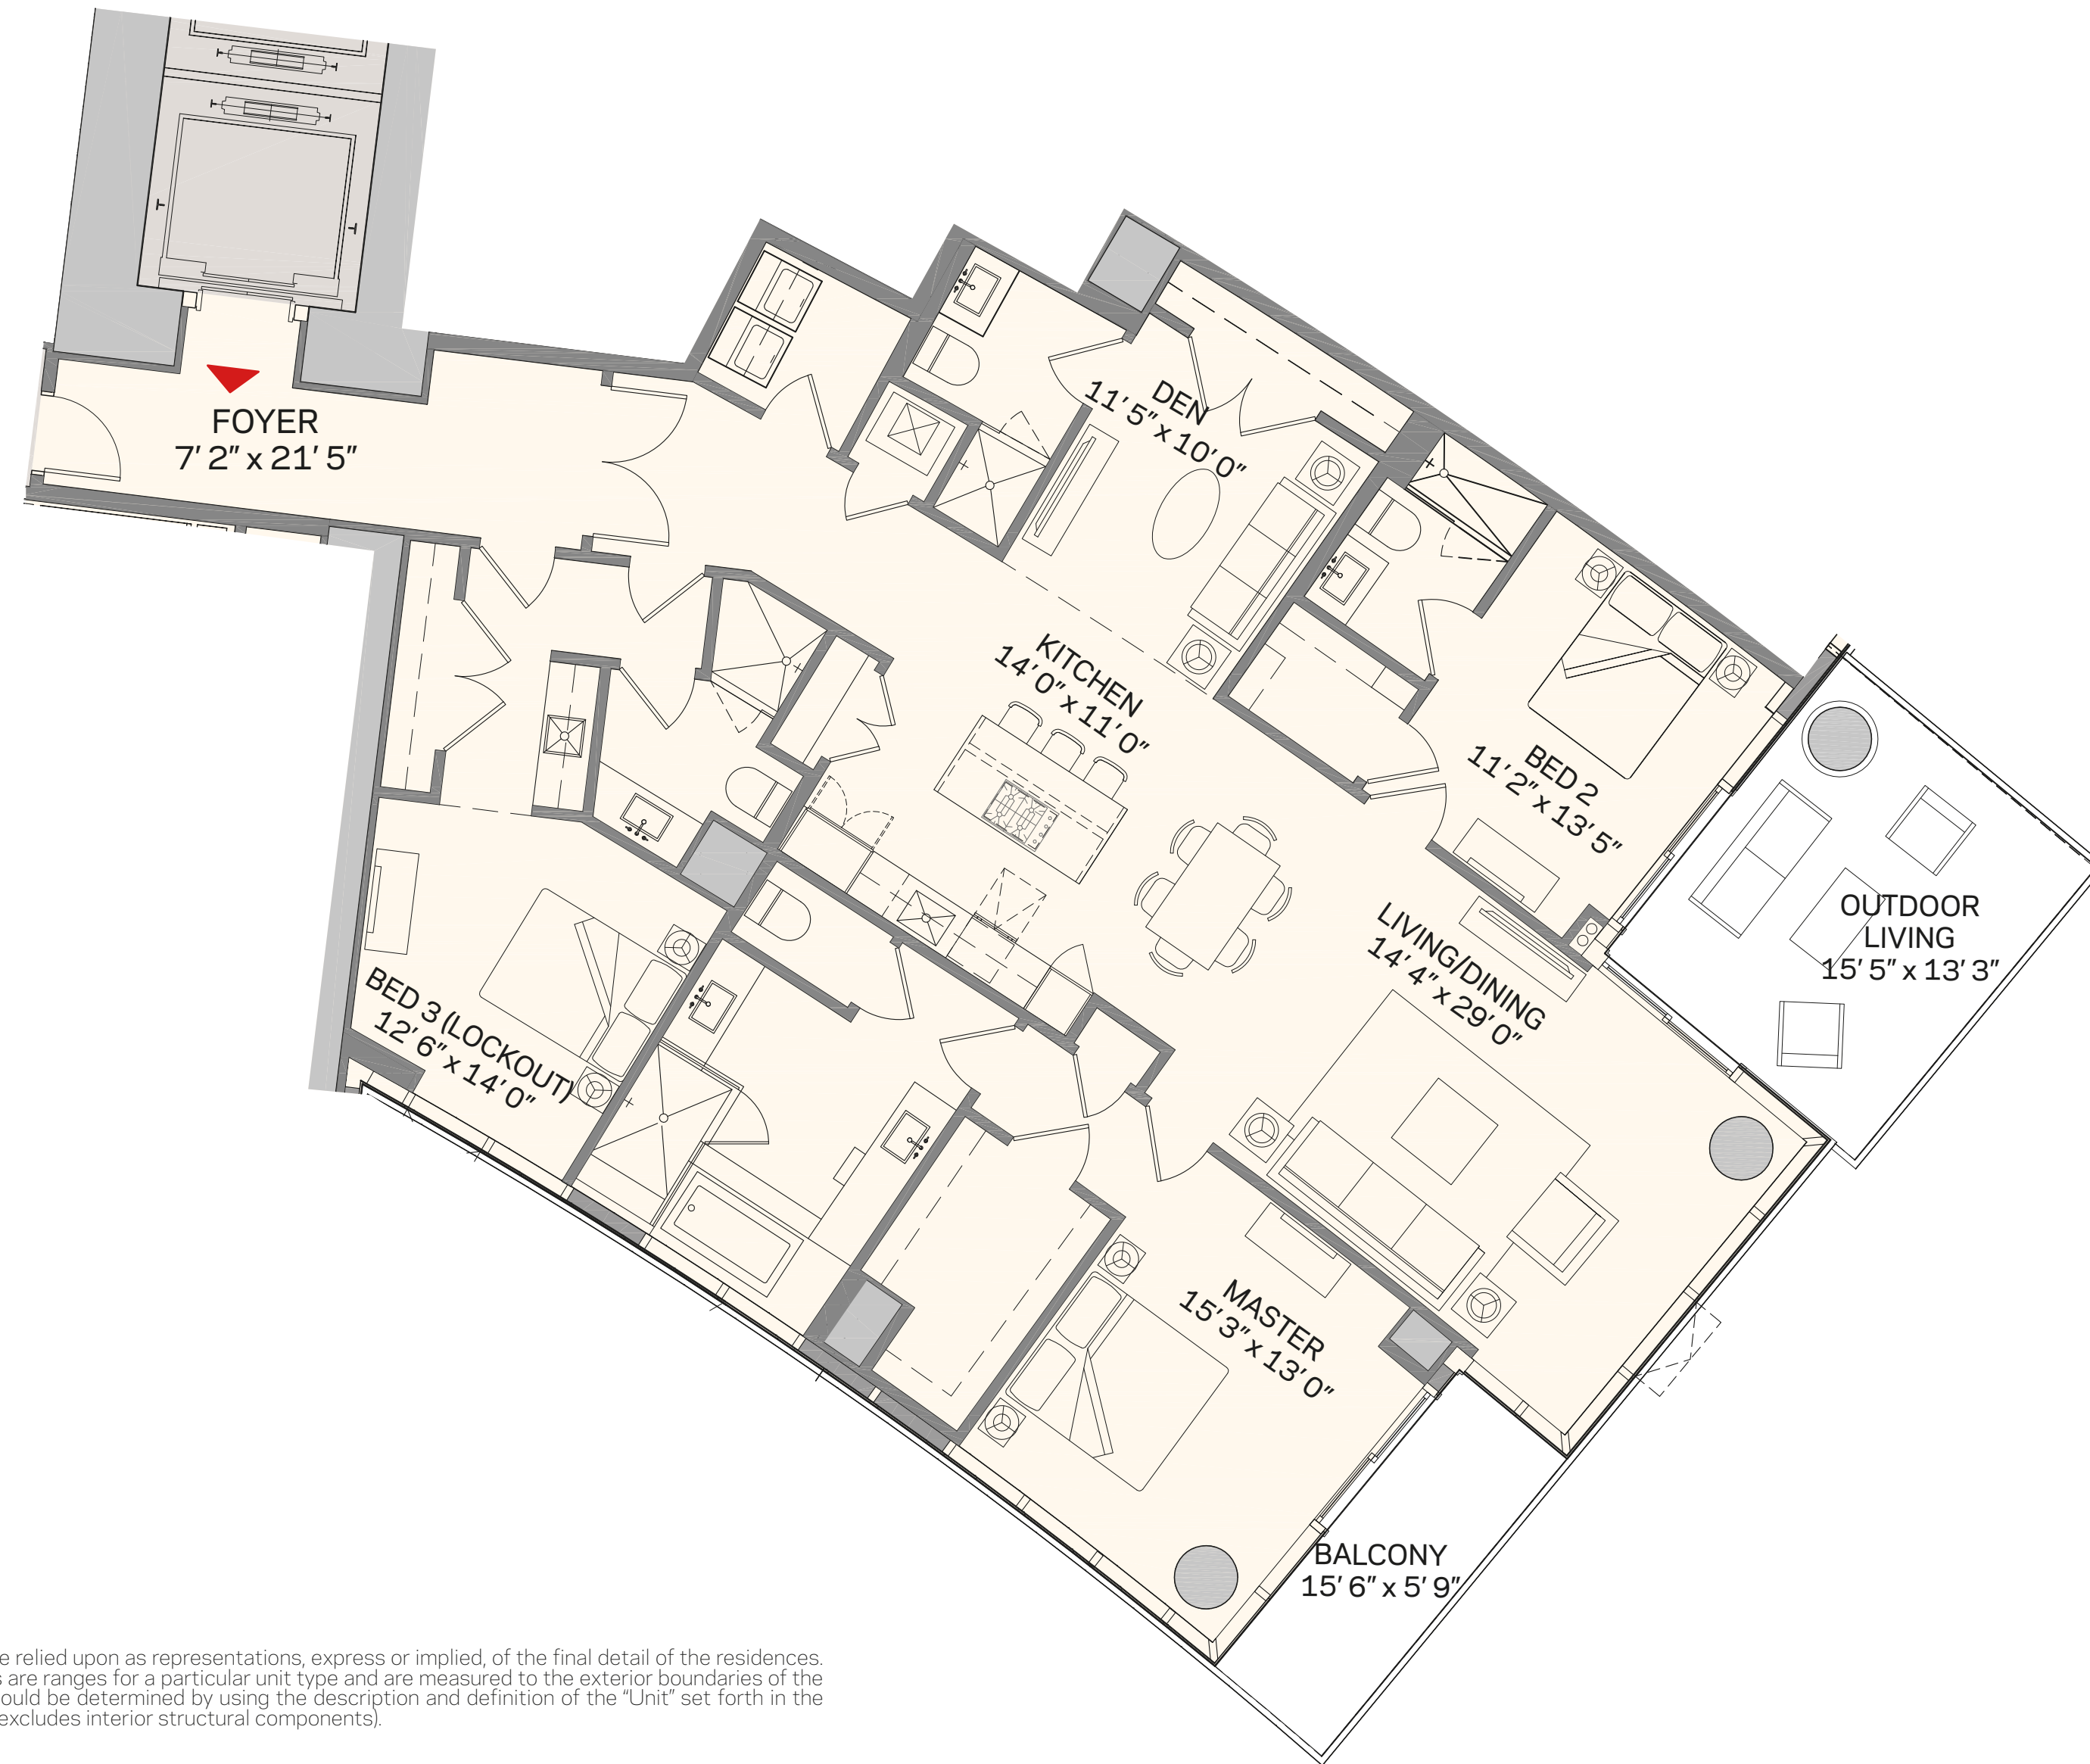 FOYER
7’ 2” x 21’ 5”
DEN
11’ 5” x 10’0”
KITCHEN
14’ 0” x 11’ 0”
BED 2
11’ 2” x 13’ 5”
OUTDOOR
LIVING
15’ 5” x 13’ 3”
LIVING/DINING
14’ 4” x 29’ 0”
BED 3 (LOCKOUT)
12’ 6” x 14’ 0”
MASTER
15’ 3” x 13’ 0”
BALCONY
15’ 6” x 5’ 9”
relied upon as representations, express or implied, of the final detail of the residences.
are ranges for a particular unit type and are measured to the exterior boundaries of the
be determined by using the description and definition of the “Unit” set forth in the
excludes interior structural components).